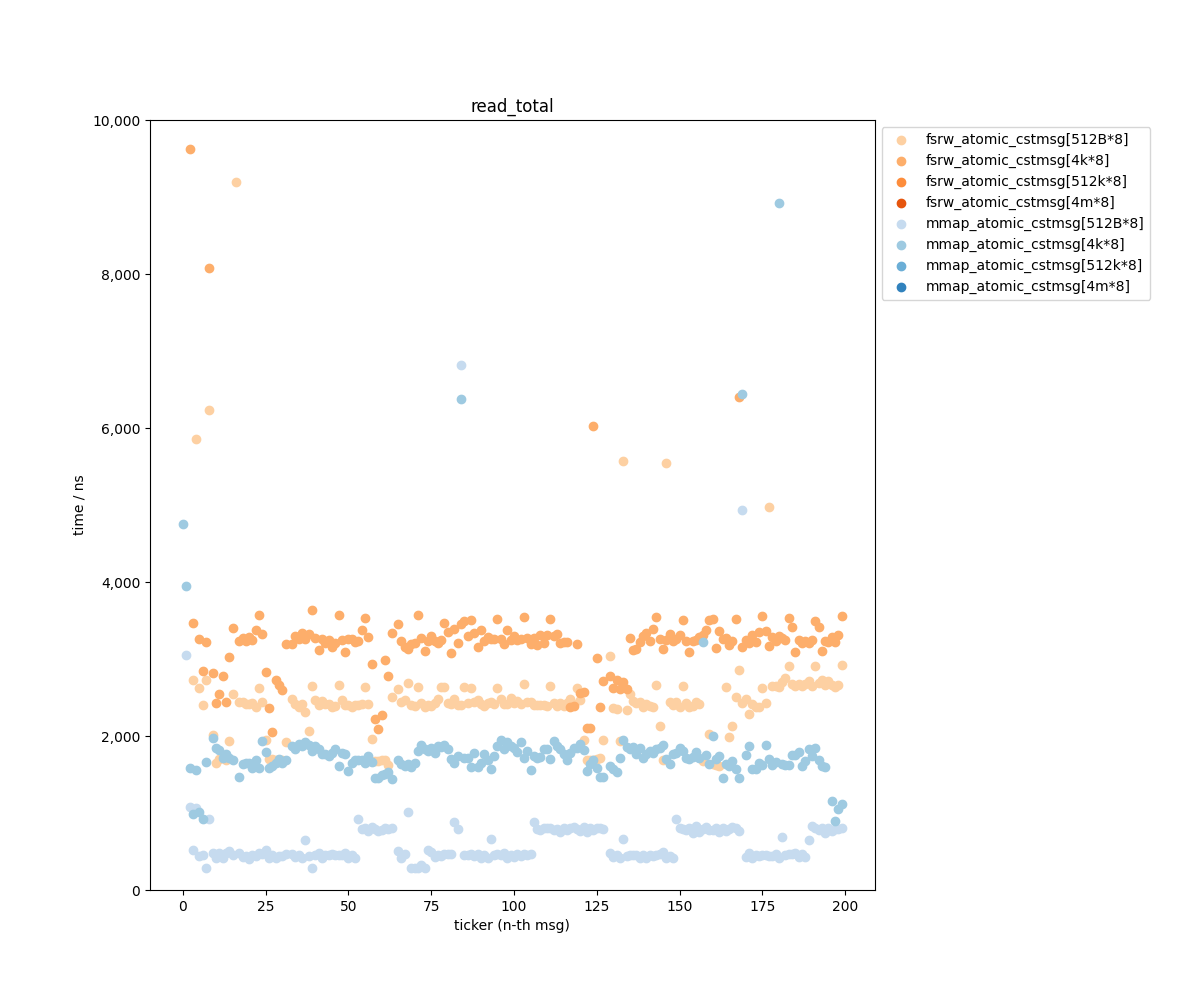 read_total
10,000
8,000
6,000
4,000
2,000
0
time / ns
0 25 50 75 100 125 150 175 200
ticker (n-th msg)
fsrw_atomic_cstmsg[512B*8]
fsrw_atomic_cstmsg[4k*8]
fsrw_atomic_cstmsg[512k*8]
fsrw_atomic_cstmsg[4m*8]
mmap_atomic_cstmsg[512B*8]
mmap_atomic_cstmsg[4k*8]
mmap_atomic_cstmsg[512k*8]
mmap_atomic_cstmsg[4m*8]